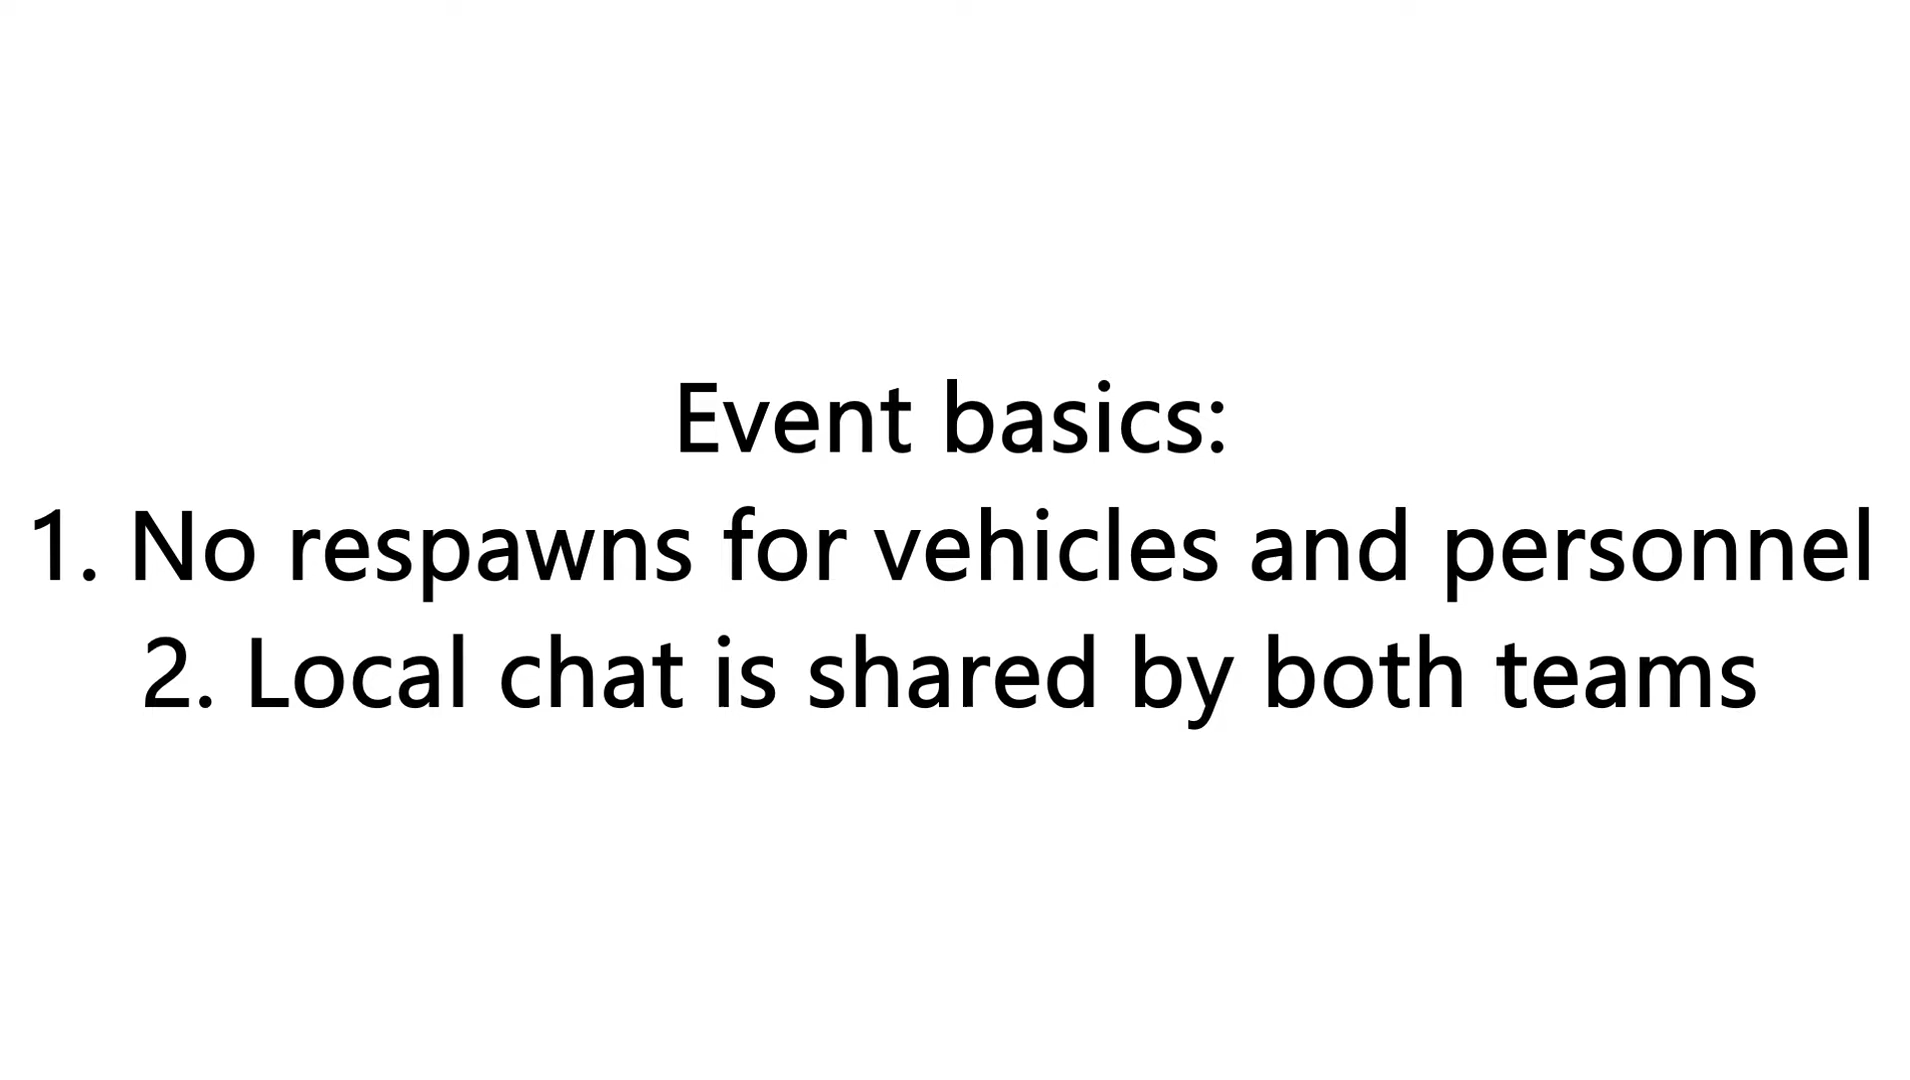 Event basics:
1. No respawns for vehicles and personnel
2. Local chat is shared by both teams